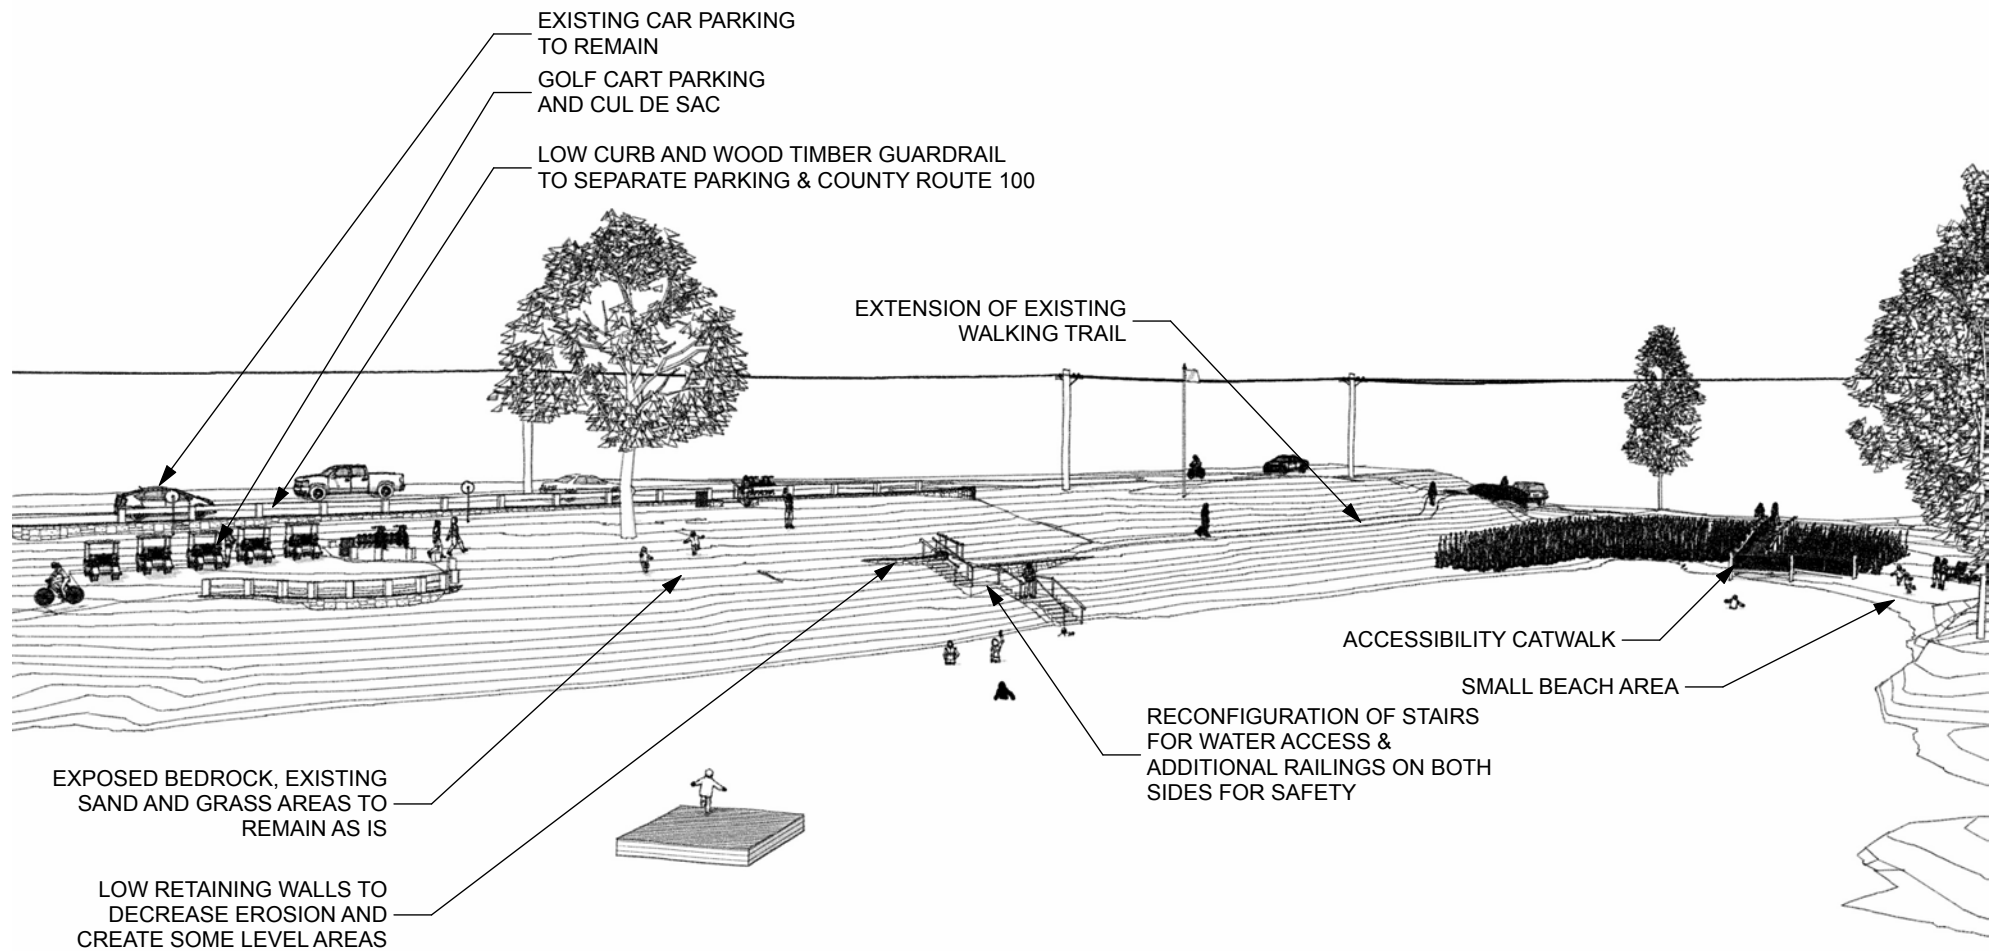 EXISTING CAR PARKING
TO REMAIN
GOLF CART PARKING
AND CUL DE SAC
LOW CURB AND WOOD TIMBER GUARDRAIL
TO SEPARATE PARKING & COUNTY ROUTE 100
EXTENSION OF EXISTING
WALKING TRAIL
ACCESSIBILITY CATWALK
SMALL BEACH AREA
RECONFIGURATION OF STAIRS
FOR WATER ACCESS &
ADDITIONAL RAILINGS ON BOTH
SIDES FOR SAFETY
EXPOSED BEDROCK, EXISTING
SAND AND GRASS AREAS TO
REMAIN AS IS
LOW RETAINING WALLS TO
DECREASE EROSION AND
CREATE SOME LEVEL AREAS